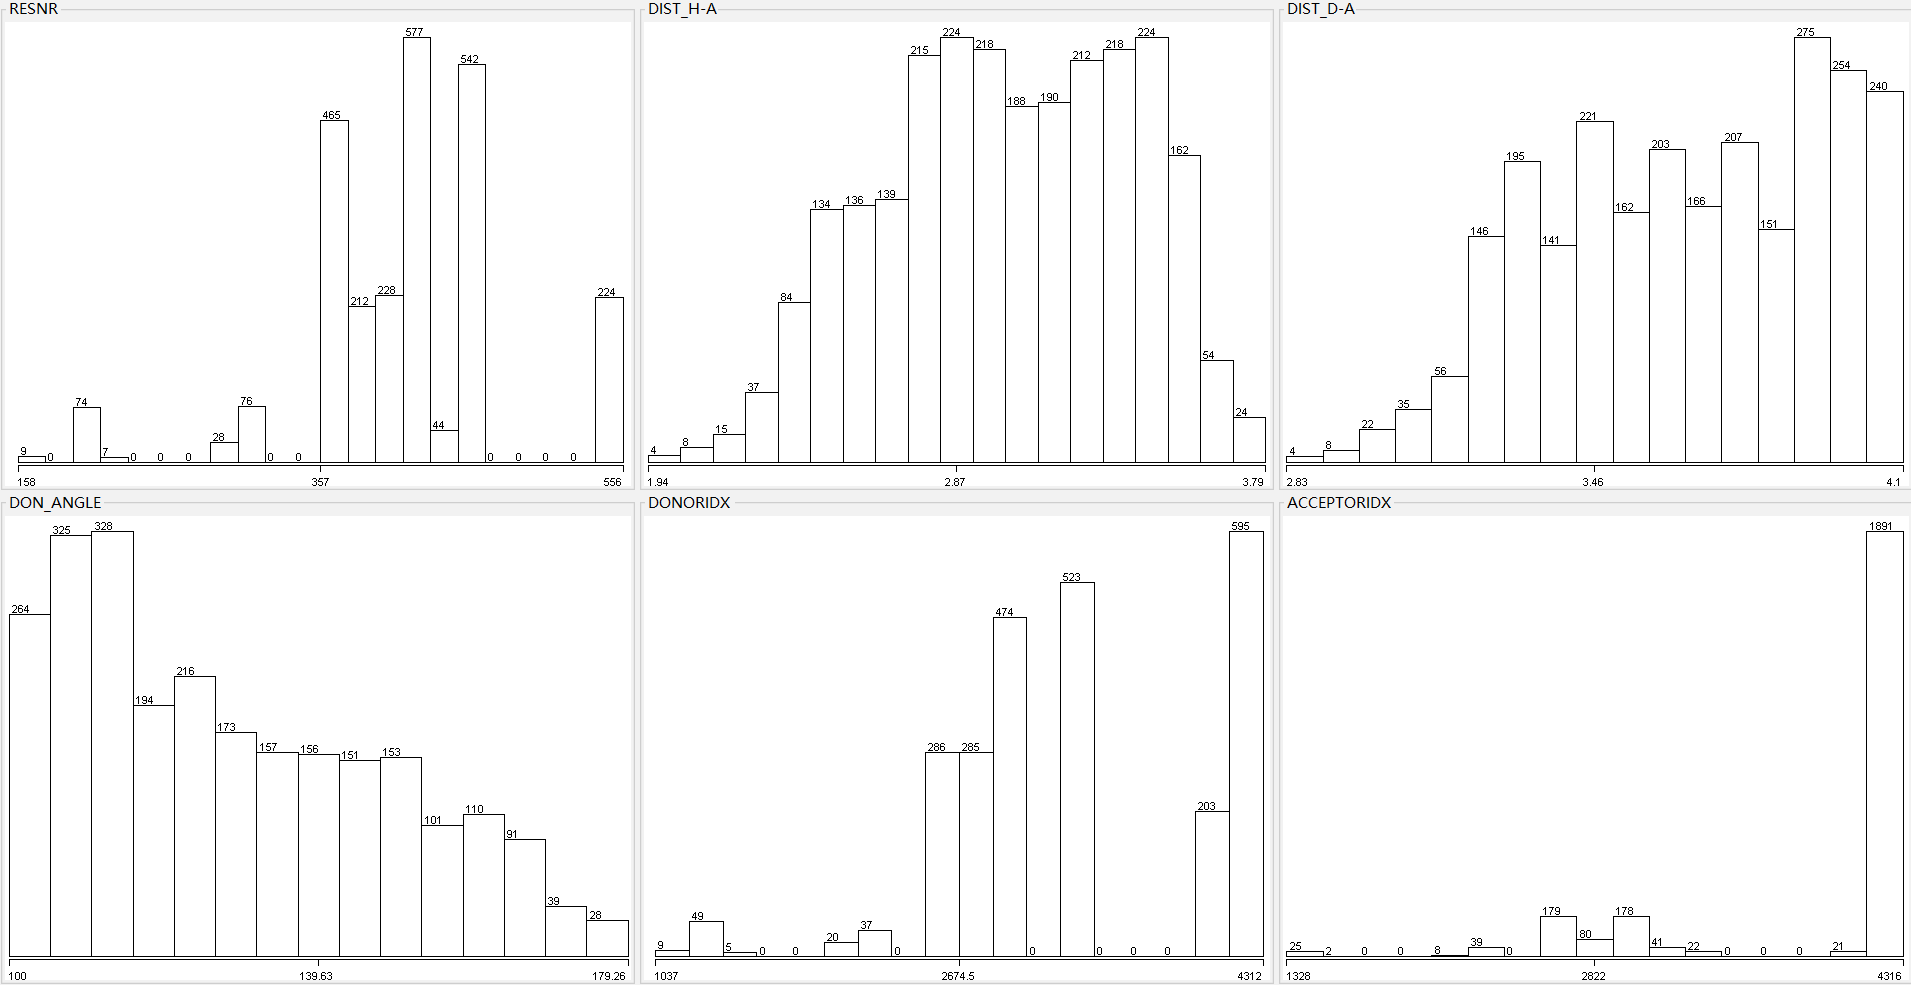 RESNR
9 0 74 7 0 0 0 28 76 0 0 465 212 228 577 44 542 0 0 0 0 224
158 357 556
DIST_H-A
4 8 15 37 84 134 136 139 215 224 218 188 190 212 218 224 162 54 24
1.94 2.87 3.79
DIST_D-A
4 8 22 35 56 146 195 141 221 162 203 166 207 151 275 254 240
2.83 3.46 4.1
DON_ANGLE
264 325 328 194 216 173 157 156 151 153 101 110 91 39 28
100 139.63 179.26
DONORIDX
9 49 5 0 0 20 37 0 286 285 474 0 523 0 0 0 203 595
1037 2674.5 4312
ACCEPTORIDX
25 2 0 0 8 39 0 179 80 178 41 22 0 0 0 21 1891
1328 2822 4316